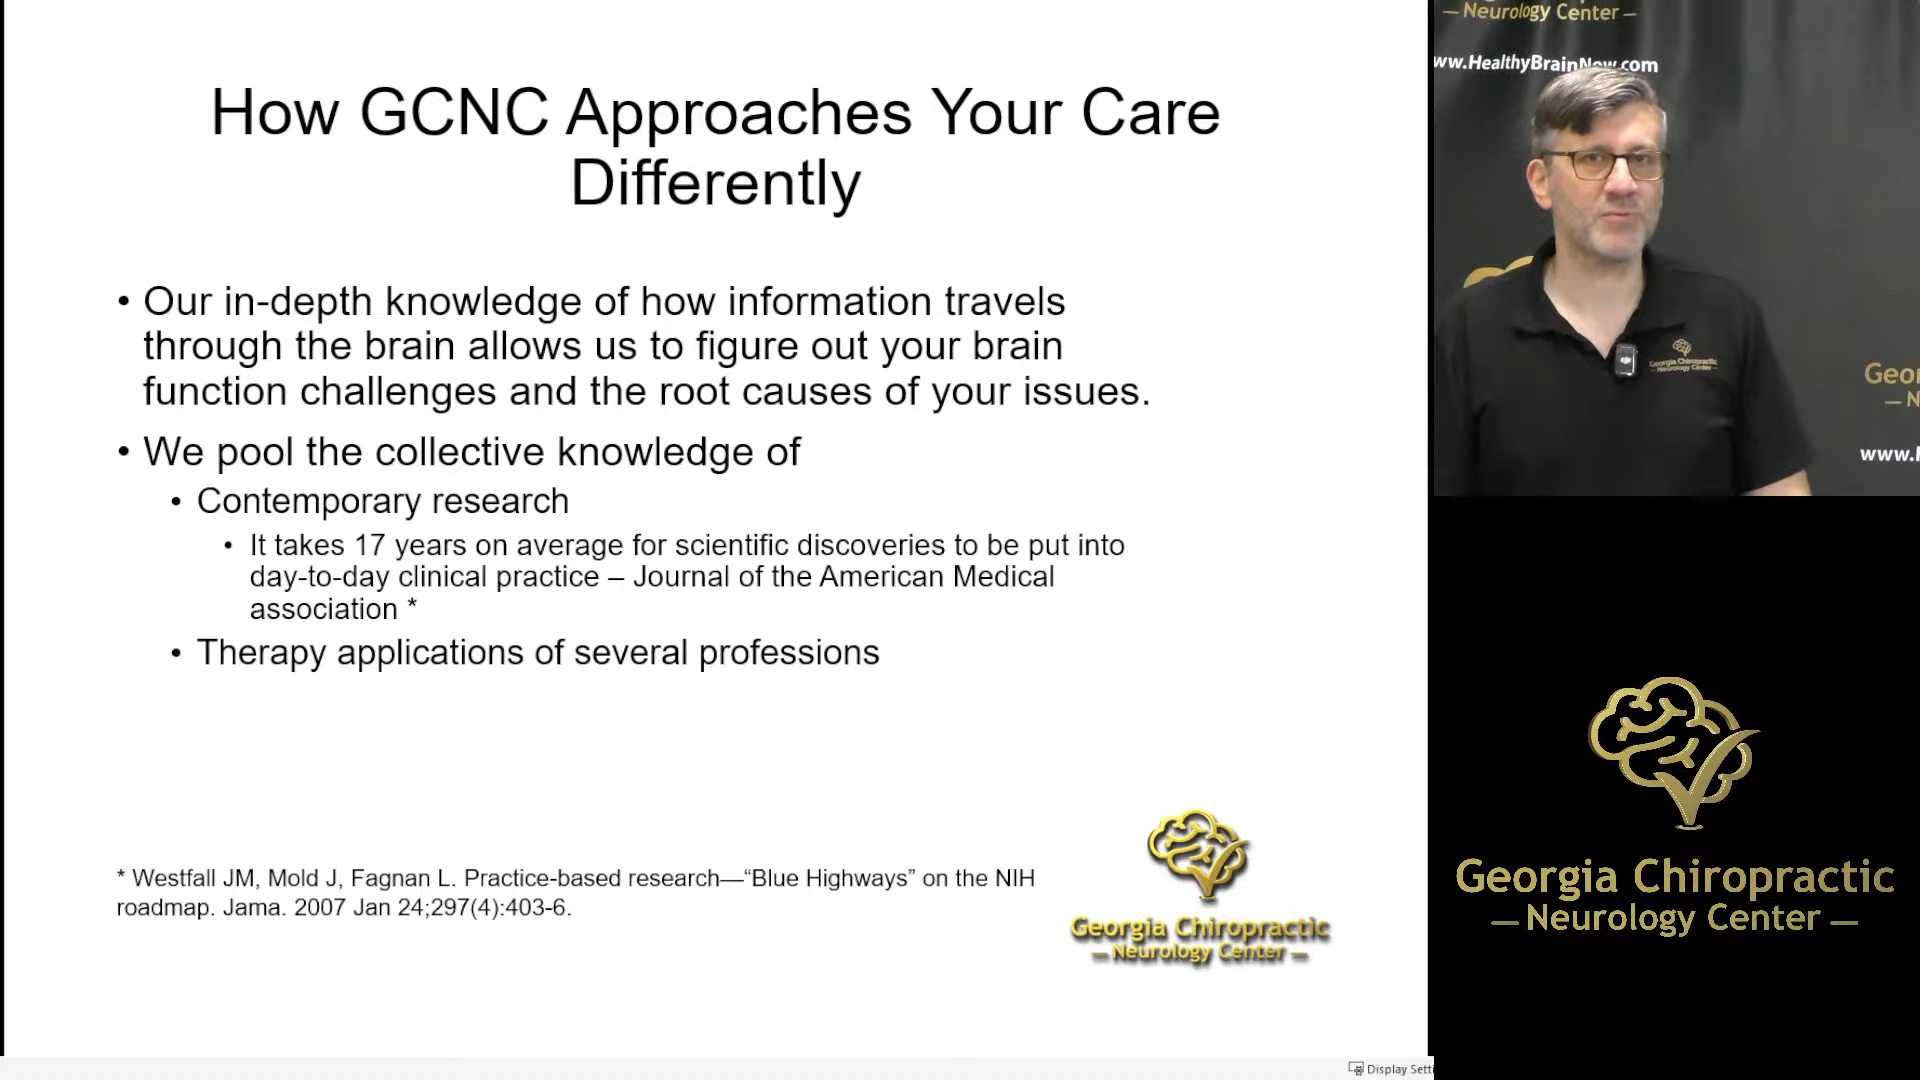 How GCNC Approaches Your Care
Differently
• Our in-depth knowledge of how information travels
through the brain allows us to figure out your brain
function challenges and the root causes of your issues.
• We pool the collective knowledge of
• Contemporary research
• It takes 17 years on average for scientific discoveries to be put into
day-to-day clinical practice – Journal of the American Medical
association *
• Therapy applications of several professions
* Westfall JM, Mold J, Fagnan L. Practice-based research—“Blue Highways” on the NIH
roadmap. Jama. 2007 Jan 24;297(4):403-6.
Georgia Chiropractic
— Neurology Center —
Display Setti
— Neurology Center —
ww.HealthyBrainNow.com
Georgia Chiropractic
— Neurology Center —
Geor
— N
www.H
Georgia Chiropractic
— Neurology Center —